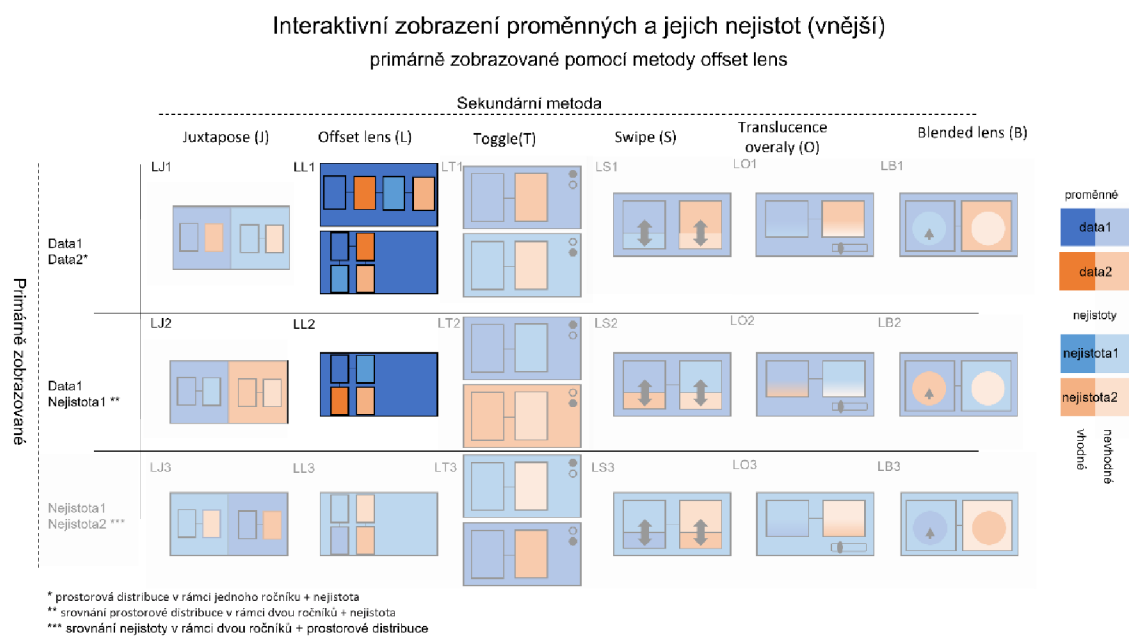 Interaktivní zobrazení proměnných a jejich nejistot (vnější)
primárně zobrazované pomocí metody offset lens
Sekundární metoda
Juxtapose (J)
Offset lens (L)
Toggle(T)
Swipe (S)
Translucence
overaly (O)
Blended lens (B)
Primárně zobrazované
LJ1
LL1
LT1
LS1
LO1
LB1
Data1
Data2*
LJ2
LL2
LT2
LS2
LO2
LB2
Data1
Nejistota1 **
LJ3
LL3
LT3
LS3
LO3
LB3
Nejistota1
Nejistota2 ***
proměnné
data1
data2
nejistoty
nejistota1
nejistota2
vhodné
nevhodné
* prostorová distribuce v rámci jednoho ročníku + nejistota
** srovnání prostorové distribuce v rámci dvou ročníků + nejistota
*** srovnání nejistoty v rámci dvou ročníků + prostorové distribuce